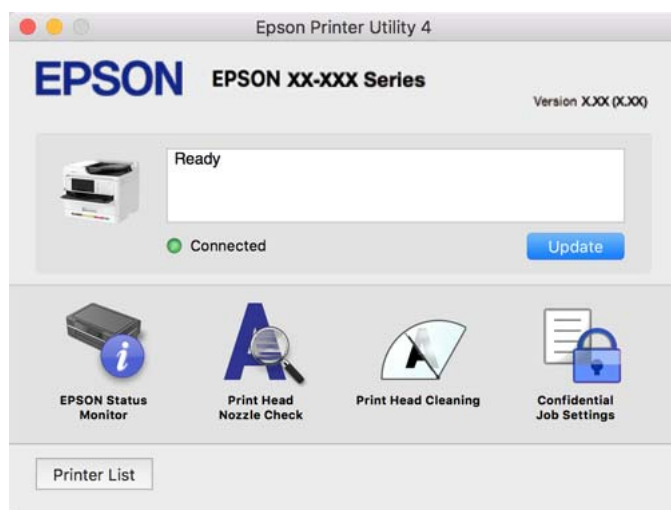 Epson Printer Utility 4
EPSON
EPSON XX-XXX Series
Version X.XX (X.XX)
Ready
Connected
Update
EPSON Status
Monitor
Print Head
Nozzle Check
Print Head Cleaning
Confidential
Job Settings
Printer List